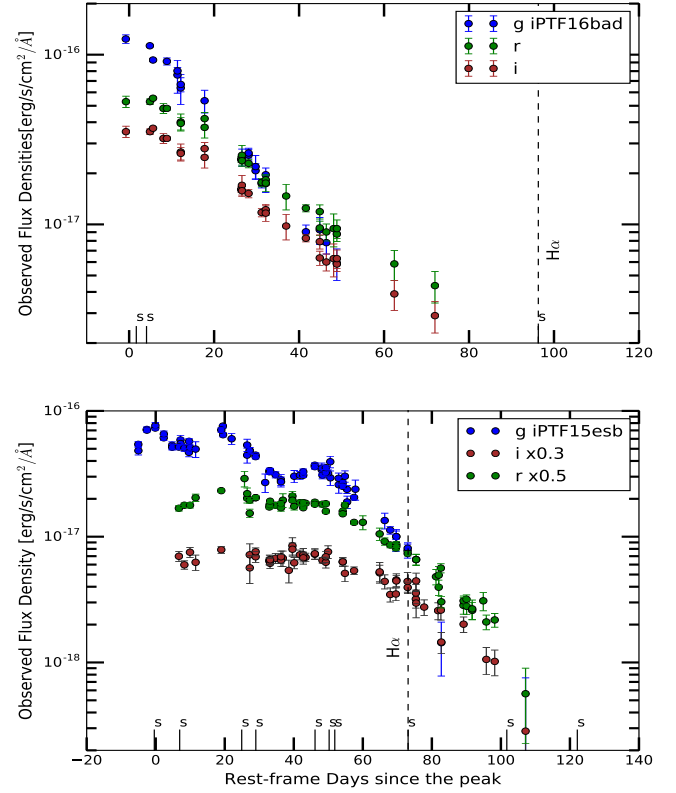 10⁻¹⁶
10⁻¹⁷
Observed Flux Densities[erg/s/cm²/Å]
g iPTF16bad
r
i
Hα
s s s
0 20 40 60 80 100 120
10⁻¹⁶
10⁻¹⁷
10⁻¹⁸
Observed Flux Density [erg/s/cm²/Å]
g iPTF15esb
i x0.3
r x0.5
Hα
s s s s s s s s s s
−20 0 20 40 60 80 100 120 140
Rest-frame Days since the peak